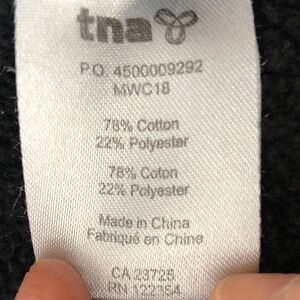 tna
P.O. 4500009292
MWC18
78% Cotton
22% Polyester
78% Coton
22% Polyester
Made in China
Fabriqué en Chine
CA 23725
RN 122354